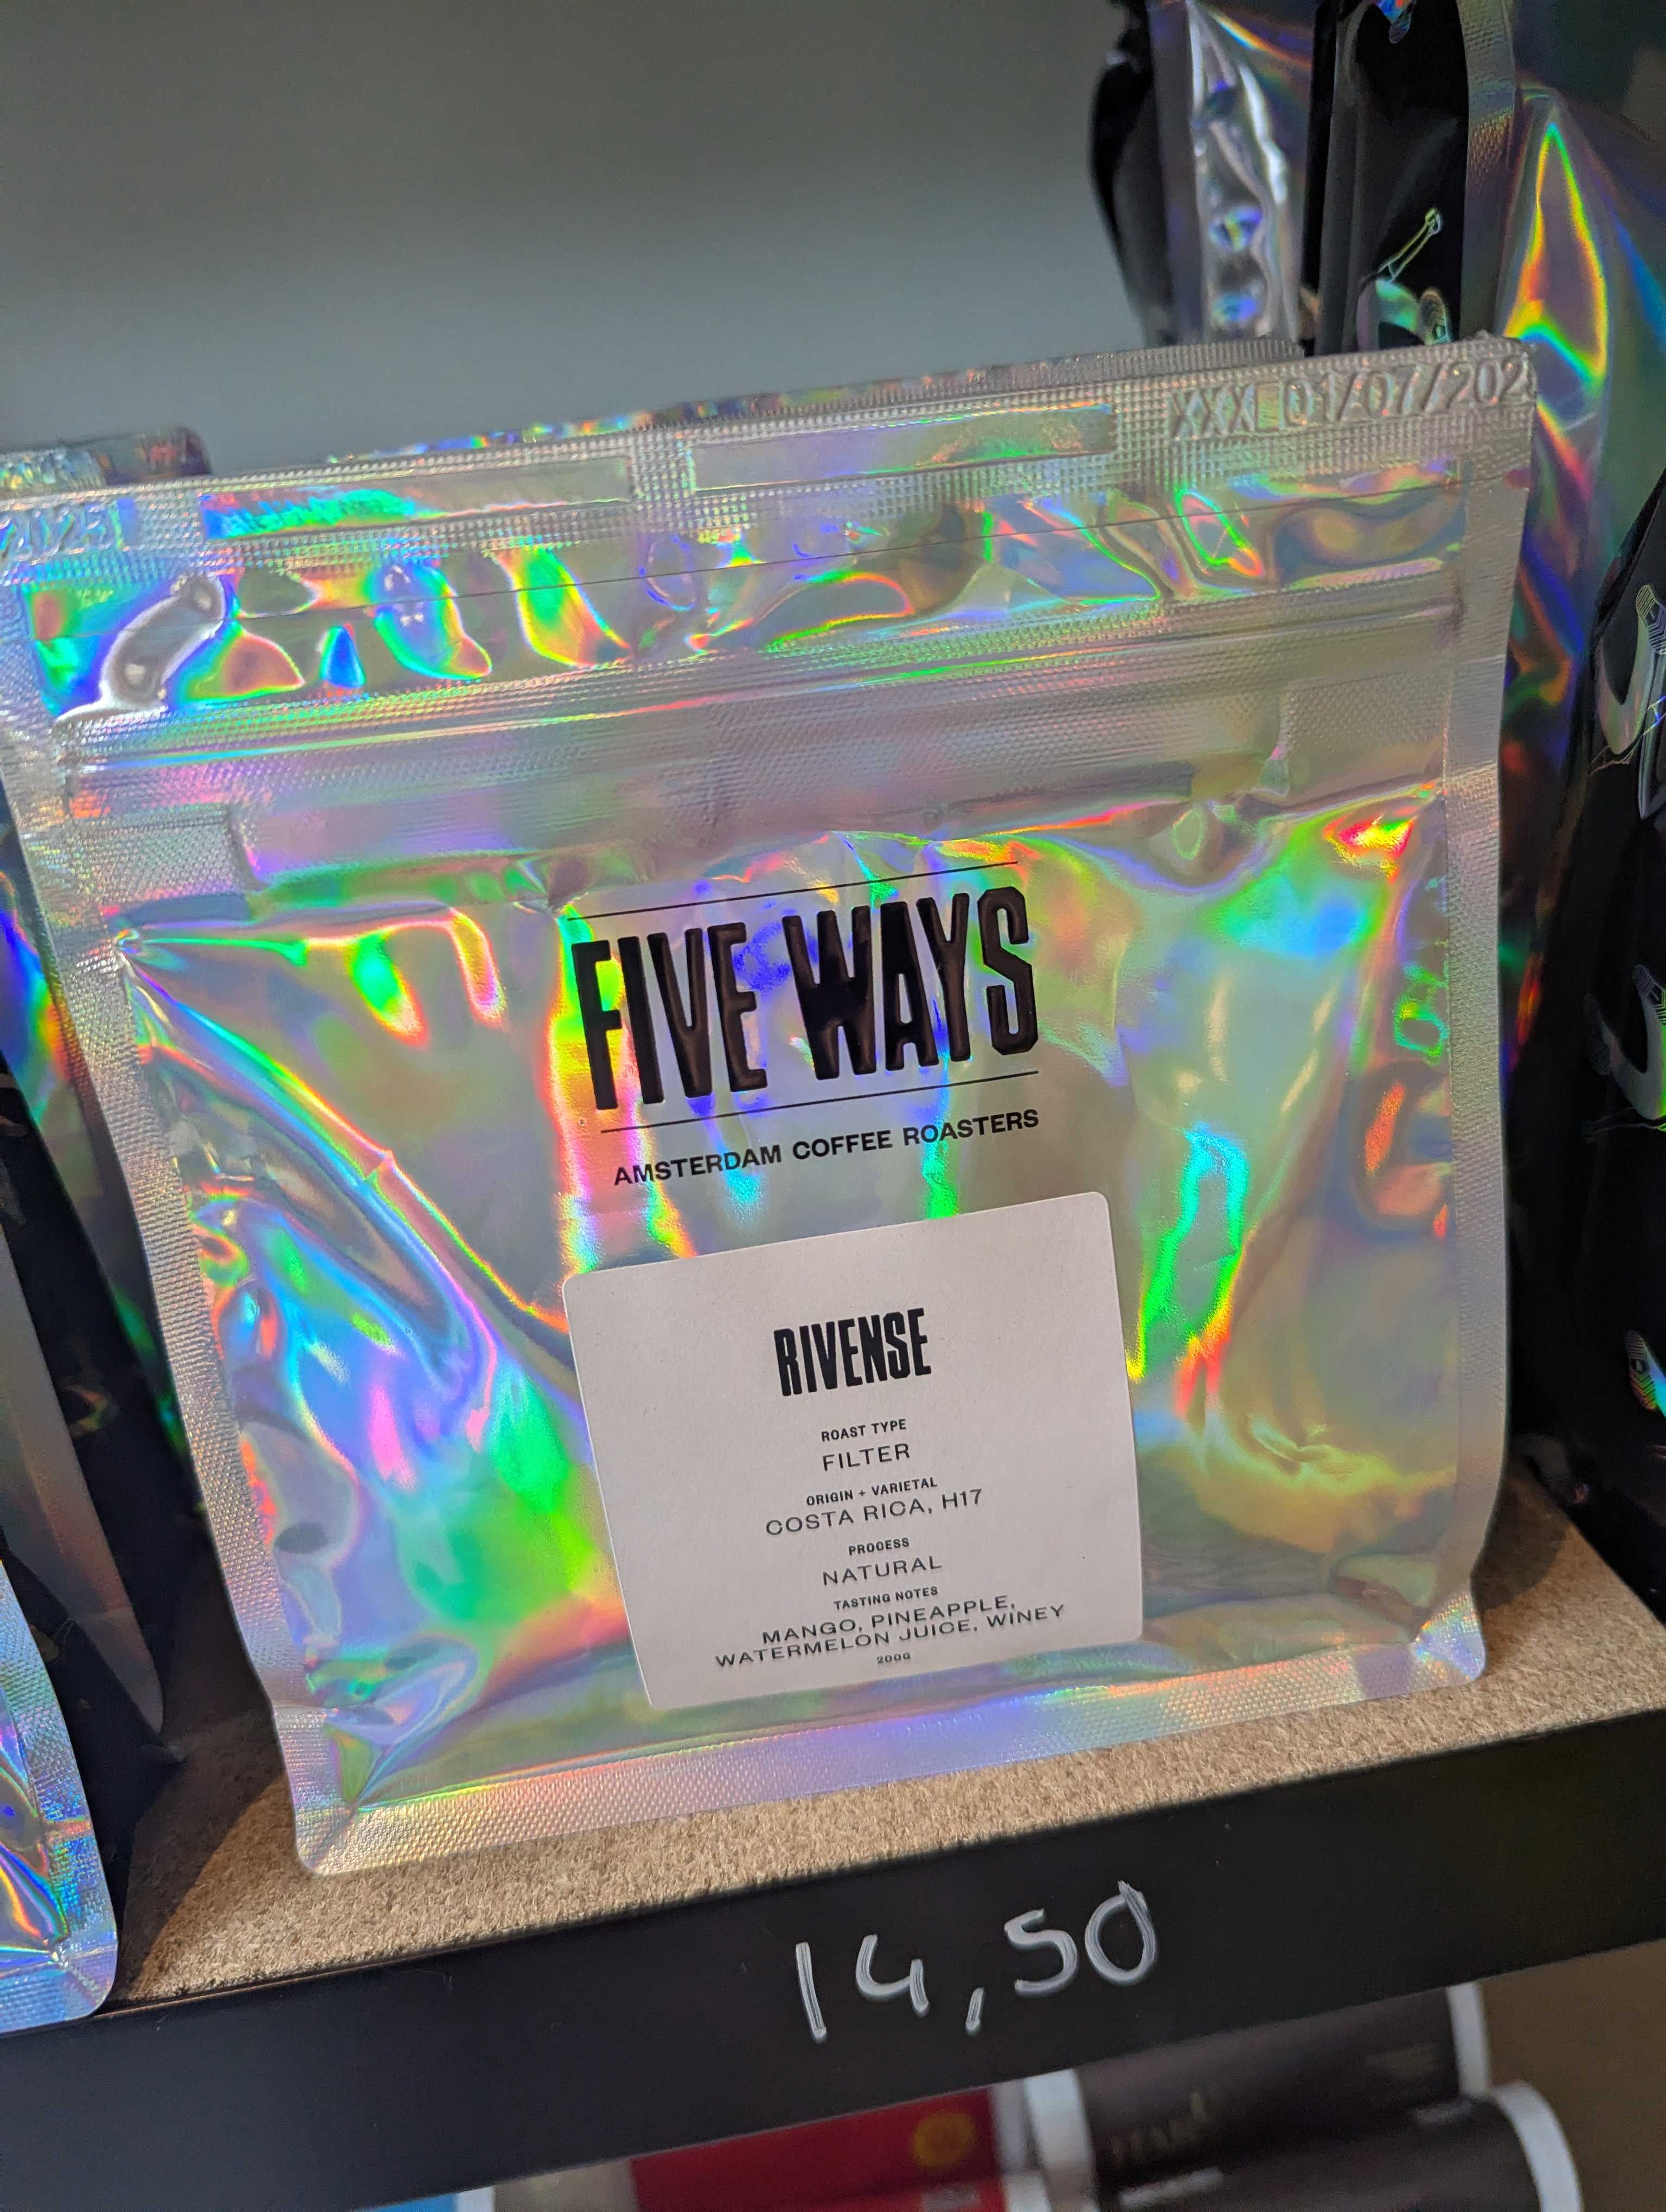 XXX 01/07/202
FIVE WAYS
AMSTERDAM COFFEE ROASTERS
RIVENSE
ROAST TYPE
FILTER
ORIGIN + VARIETAL
COSTA RICA, H17
PROCESS
NATURAL
TASTING NOTES
MANGO, PINEAPPLE,
WATERMELON JUICE, WINEY
200G
14,50